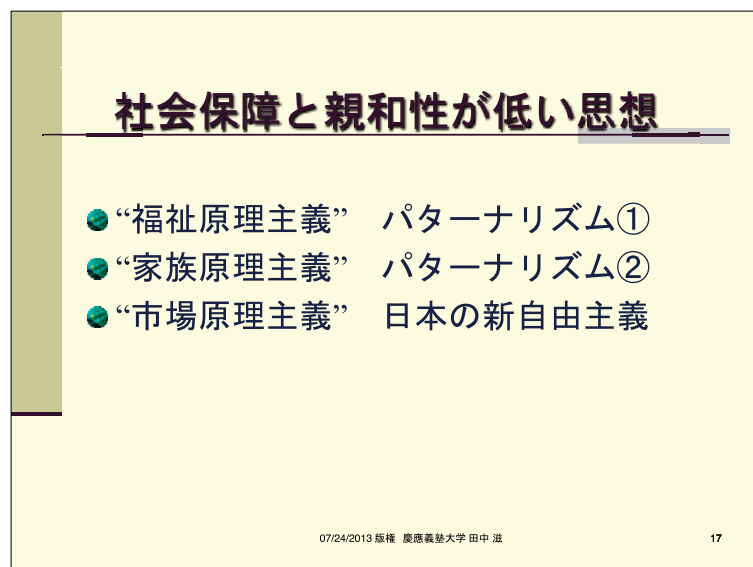 社会保障と親和性が低い思想
“福祉原理主義”　パターナリズム①
“家族原理主義”　パターナリズム②
“市場原理主義”　日本の新自由主義
07/24/2013 版権 慶應義塾大学 田中 滋
17